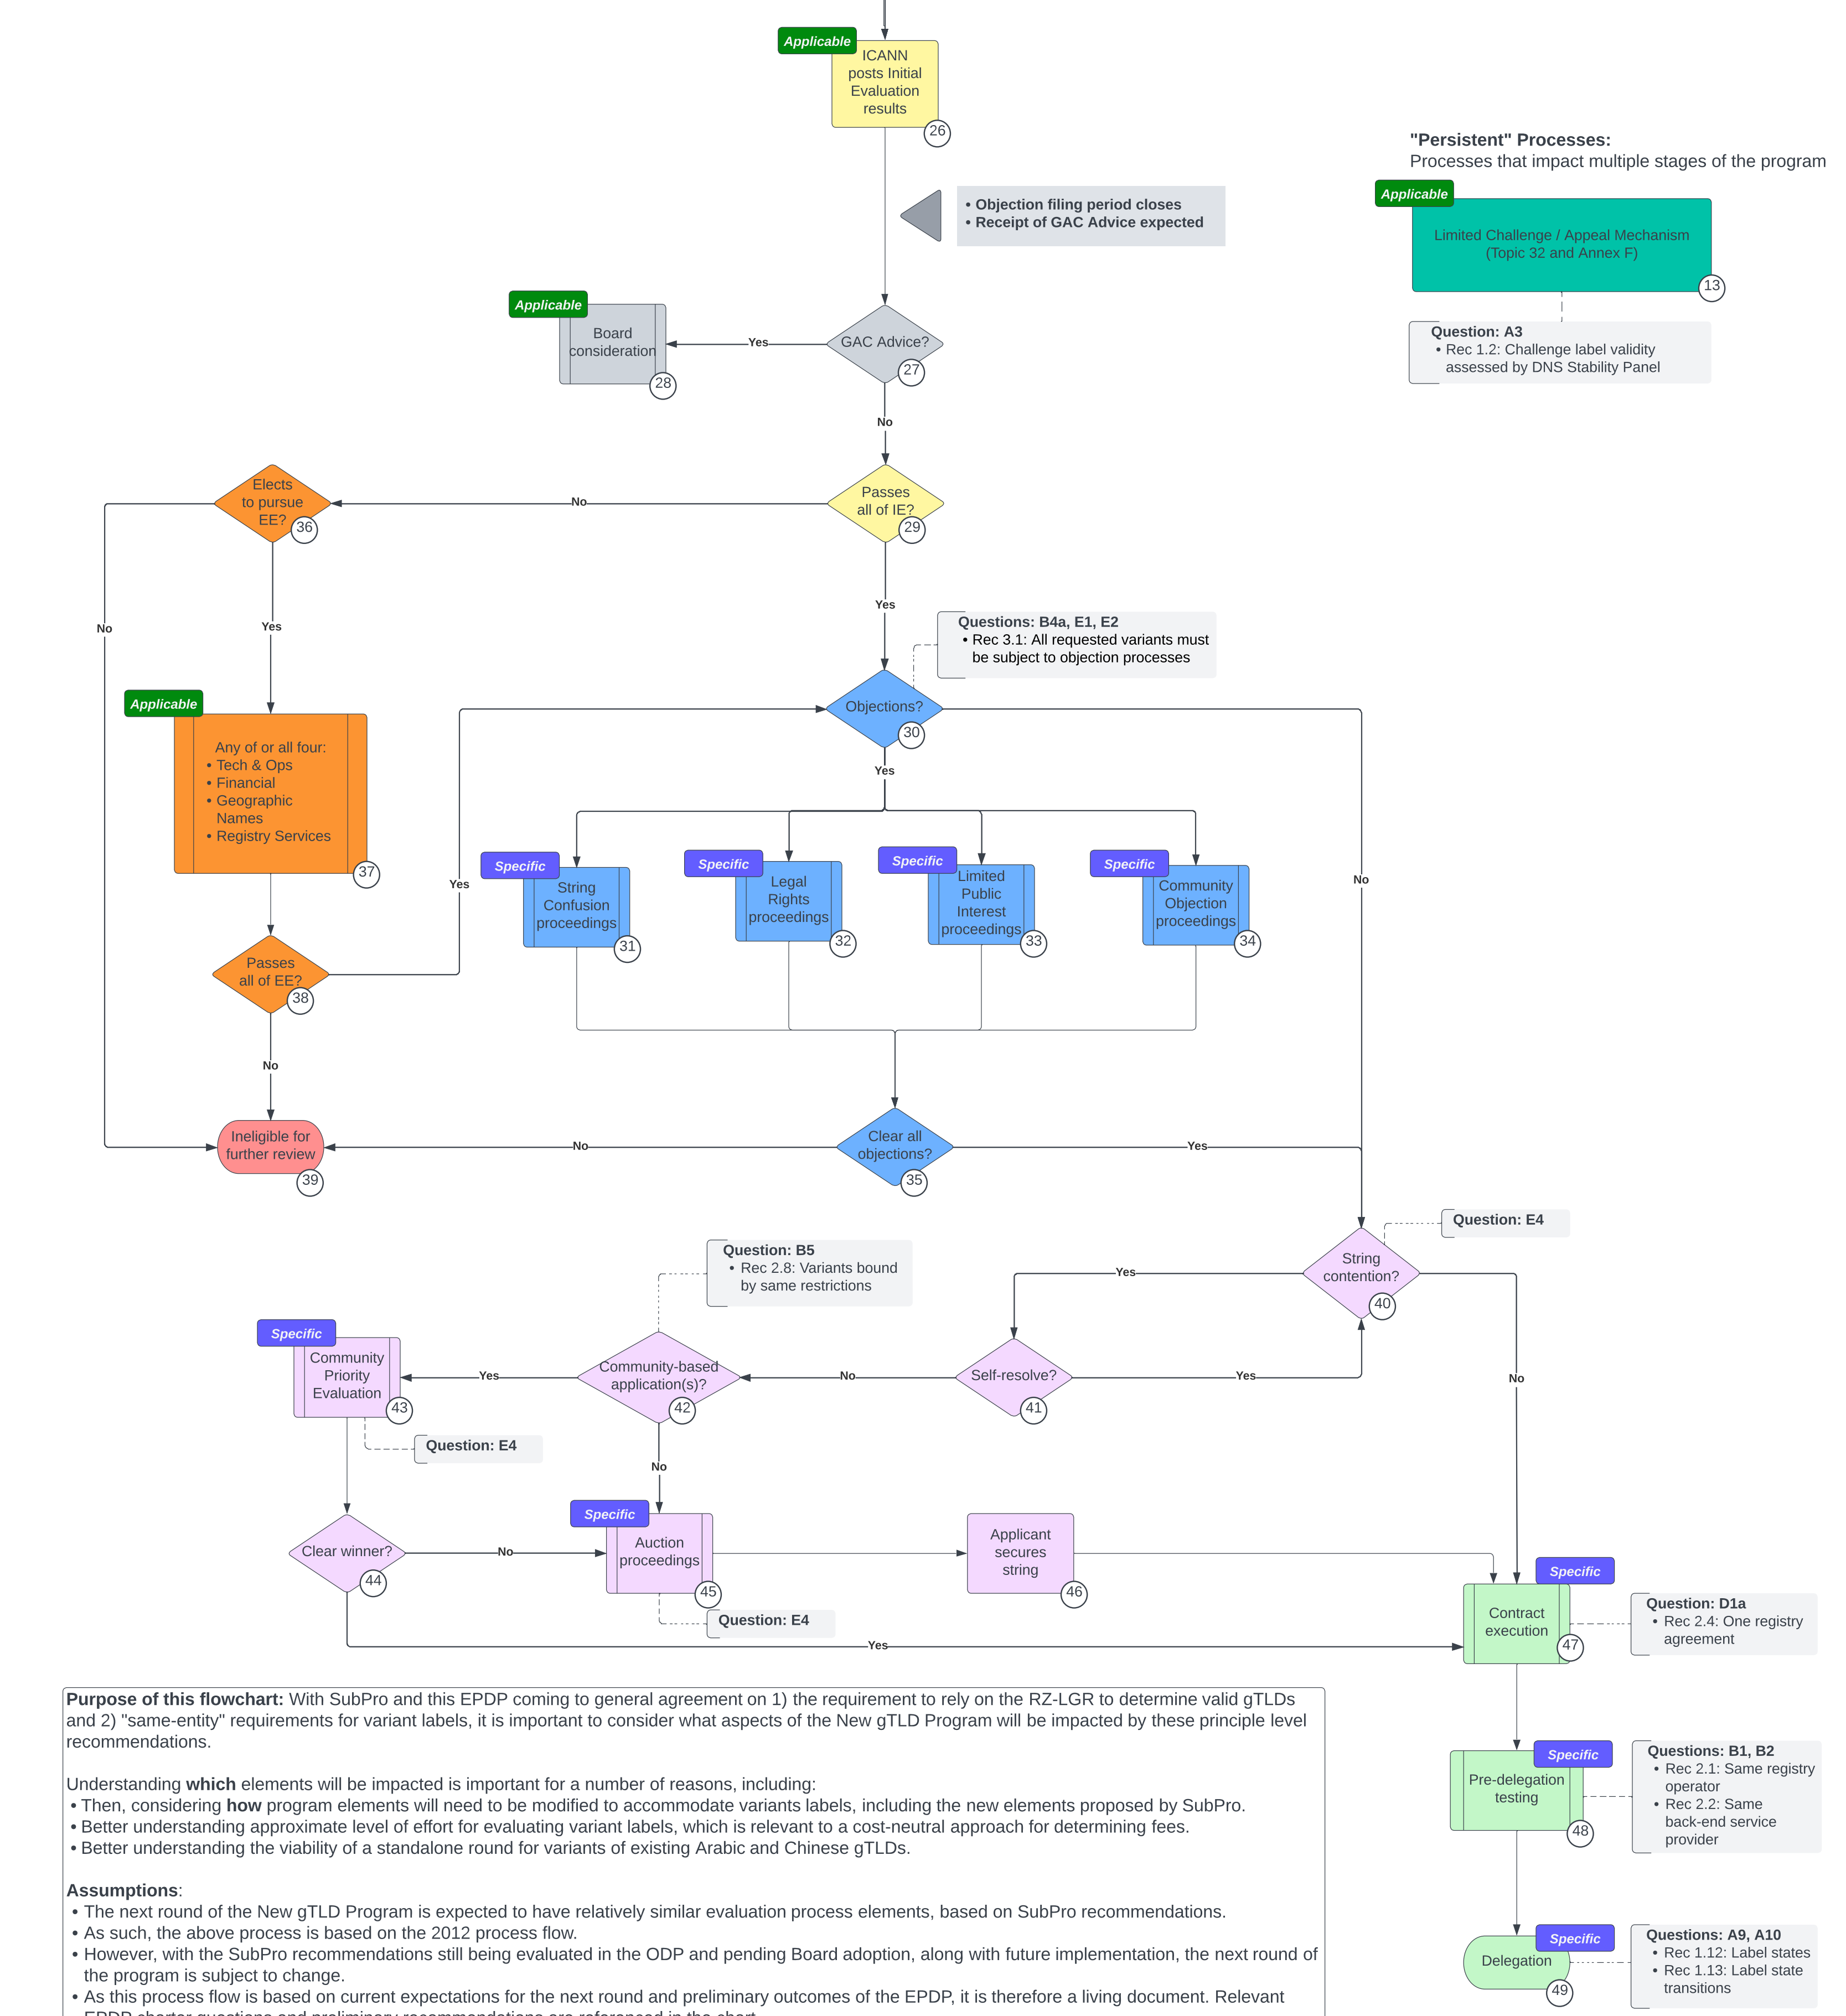 Applicable
ICANN
posts Initial
Evaluation
results
26
"Persistent" Processes:
Processes that impact multiple stages of the program
Applicable
Limited Challenge / Appeal Mechanism
(Topic 32 and Annex F)
13
Question: A3
• Rec 1.2: Challenge label validity
assessed by DNS Stability Panel
• Objection filing period closes
• Receipt of GAC Advice expected
Applicable
Board
consideration
28
Yes
GAC Advice?
27
No
Elects
to pursue
EE?
36
No
Passes
all of IE?
29
No
Yes
Yes
Questions: B4a, E1, E2
• Rec 3.1: All requested variants must
be subject to objection processes
Objections?
30
Yes
No
Applicable
Any of or all four:
• Tech & Ops
• Financial
• Geographic
Names
• Registry Services
37
Yes
Specific
String
Confusion
proceedings
31
Specific
Legal
Rights
proceedings
32
Specific
Limited
Public
Interest
proceedings
33
Specific
Community
Objection
proceedings
34
Passes
all of EE?
38
No
Ineligible for
further review
39
No
Clear all
objections?
35
Yes
Question: E4
String
contention?
40
Yes
No
Question: B5
• Rec 2.8: Variants bound
by same restrictions
Specific
Community
Priority
Evaluation
43
Yes
Community-based
application(s)?
42
No
Self-resolve?
41
Yes
Question: E4
No
Clear winner?
44
No
Specific
Auction
proceedings
45
Question: E4
Applicant
secures
string
46
Yes
Specific
Contract
execution
47
Question: D1a
• Rec 2.4: One registry
agreement
Specific
Pre-delegation
testing
48
Questions: B1, B2
• Rec 2.1: Same registry
operator
• Rec 2.2: Same
back-end service
provider
Specific
Delegation
49
Questions: A9, A10
• Rec 1.12: Label states
• Rec 1.13: Label state
transitions
Purpose of this flowchart: With SubPro and this EPDP coming to general agreement on 1) the requirement to rely on the RZ-LGR to determine valid gTLDs
and 2) "same-entity" requirements for variant labels, it is important to consider what aspects of the New gTLD Program will be impacted by these principle level
recommendations.
Understanding which elements will be impacted is important for a number of reasons, including:
• Then, considering how program elements will need to be modified to accommodate variants labels, including the new elements proposed by SubPro.
• Better understanding approximate level of effort for evaluating variant labels, which is relevant to a cost-neutral approach for determining fees.
• Better understanding the viability of a standalone round for variants of existing Arabic and Chinese gTLDs.
Assumptions:
• The next round of the New gTLD Program is expected to have relatively similar evaluation process elements, based on SubPro recommendations.
• As such, the above process is based on the 2012 process flow.
• However, with the SubPro recommendations still being evaluated in the ODP and pending Board adoption, along with future implementation, the next round of
the program is subject to change.
• As this process flow is based on current expectations for the next round and preliminary outcomes of the EPDP, it is therefore a living document. Relevant
EPDP charter questions and preliminary recommendations are referenced in the chart.